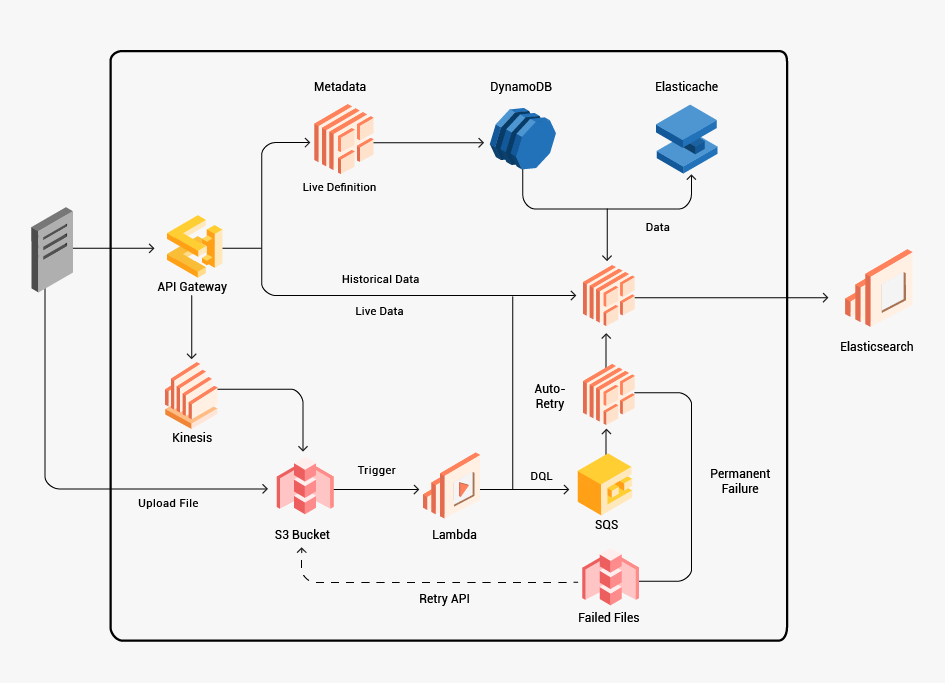 Metadata
DynamoDB
Elasticache
Live Definition
Data
API Gateway
Historical Data
Live Data
Elasticsearch
Auto-
Retry
Kinesis
Trigger
DQL
Permanent
Failure
Upload File
S3 Bucket
Lambda
SQS
Retry API
Failed Files